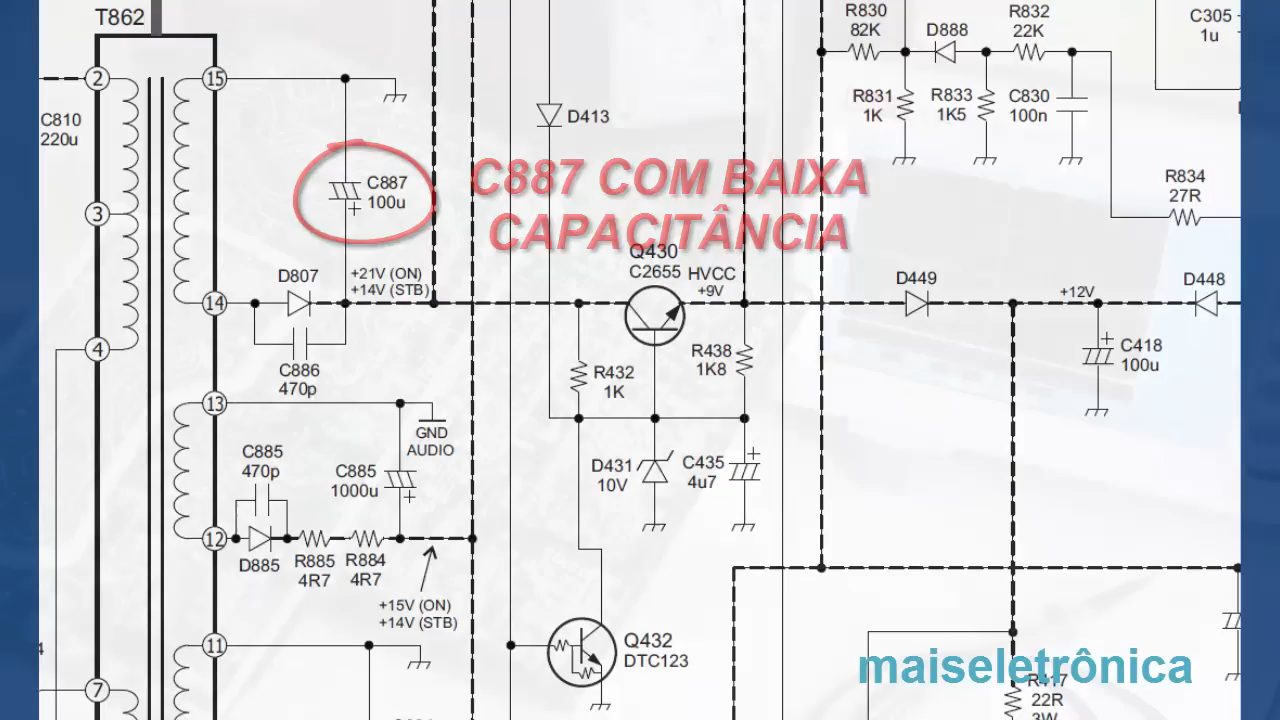 T862
R830
82K
D888
R832
22K
C305
1u
2
15
C810
220u
D413
R831
1K
R833
1K5
C830
100n
C887
100u
C887 COM BAIXA
CAPACITÂNCIA
R834
27R
3
Q430
C2655
HVCC
+9V
D807
+21V (ON)
+14V (STB)
D449
+12V
D448
14
4
C886
470p
R432
1K
R438
1K8
C418
100u
13
GND
AUDIO
C885
470p
C885
1000u
D431
10V
C435
4u7
12
D885
R885
4R7
R884
4R7
+15V (ON)
+14V (STB)
11
Q432
DTC123
maiseletrônica
7
R417
22R
3W